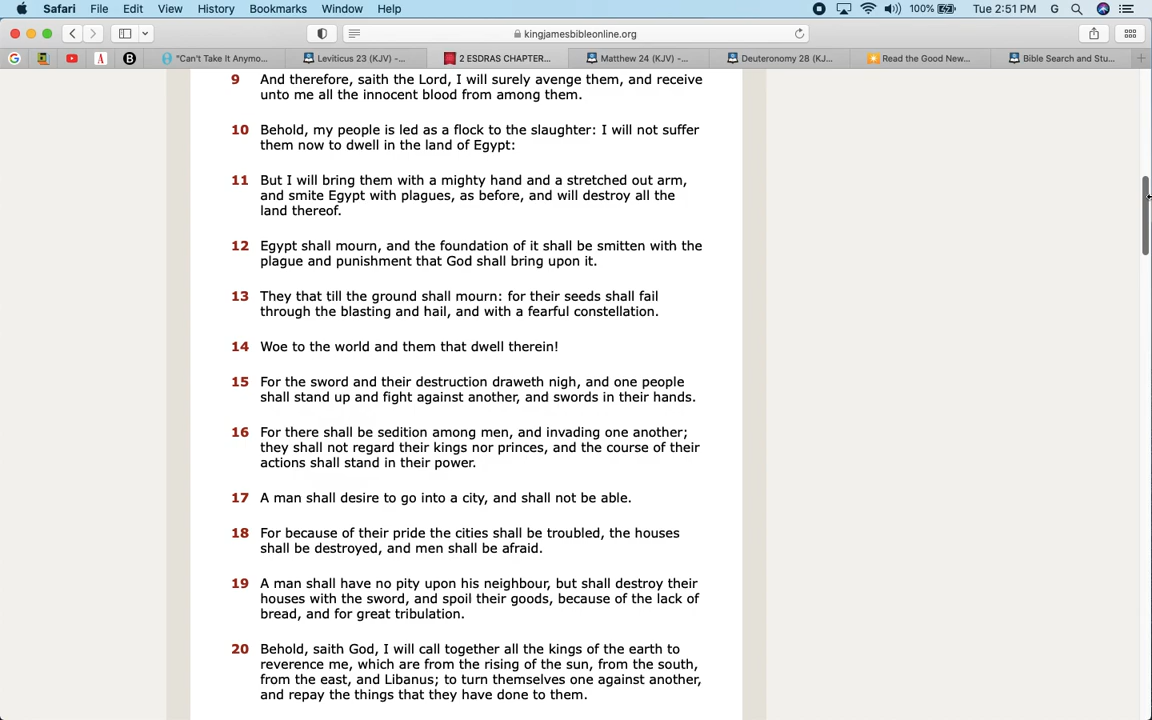 Safari File Edit View History Bookmarks Window Help 100% Tue 2:51 PM G
kingjamesbibleonline.org
"Can't Take It Anymo... Leviticus 23 (KJV) -... 2 ESDRAS CHAPTER... Matthew 24 (KJV) -... Deuteronomy 28 (KJ... Read the Good New... Bible Search and Stu...
9 And therefore, saith the Lord, I will surely avenge them, and receive
unto me all the innocent blood from among them.
10 Behold, my people is led as a flock to the slaughter: I will not suffer
them now to dwell in the land of Egypt:
11 But I will bring them with a mighty hand and a stretched out arm,
and smite Egypt with plagues, as before, and will destroy all the
land thereof.
12 Egypt shall mourn, and the foundation of it shall be smitten with the
plague and punishment that God shall bring upon it.
13 They that till the ground shall mourn: for their seeds shall fail
through the blasting and hail, and with a fearful constellation.
14 Woe to the world and them that dwell therein!
15 For the sword and their destruction draweth nigh, and one people
shall stand up and fight against another, and swords in their hands.
16 For there shall be sedition among men, and invading one another;
they shall not regard their kings nor princes, and the course of their
actions shall stand in their power.
17 A man shall desire to go into a city, and shall not be able.
18 For because of their pride the cities shall be troubled, the houses
shall be destroyed, and men shall be afraid.
19 A man shall have no pity upon his neighbour, but shall destroy their
houses with the sword, and spoil their goods, because of the lack of
bread, and for great tribulation.
20 Behold, saith God, I will call together all the kings of the earth to
reverence me, which are from the rising of the sun, from the south,
from the east, and Libanus; to turn themselves one against another,
and repay the things that they have done to them.